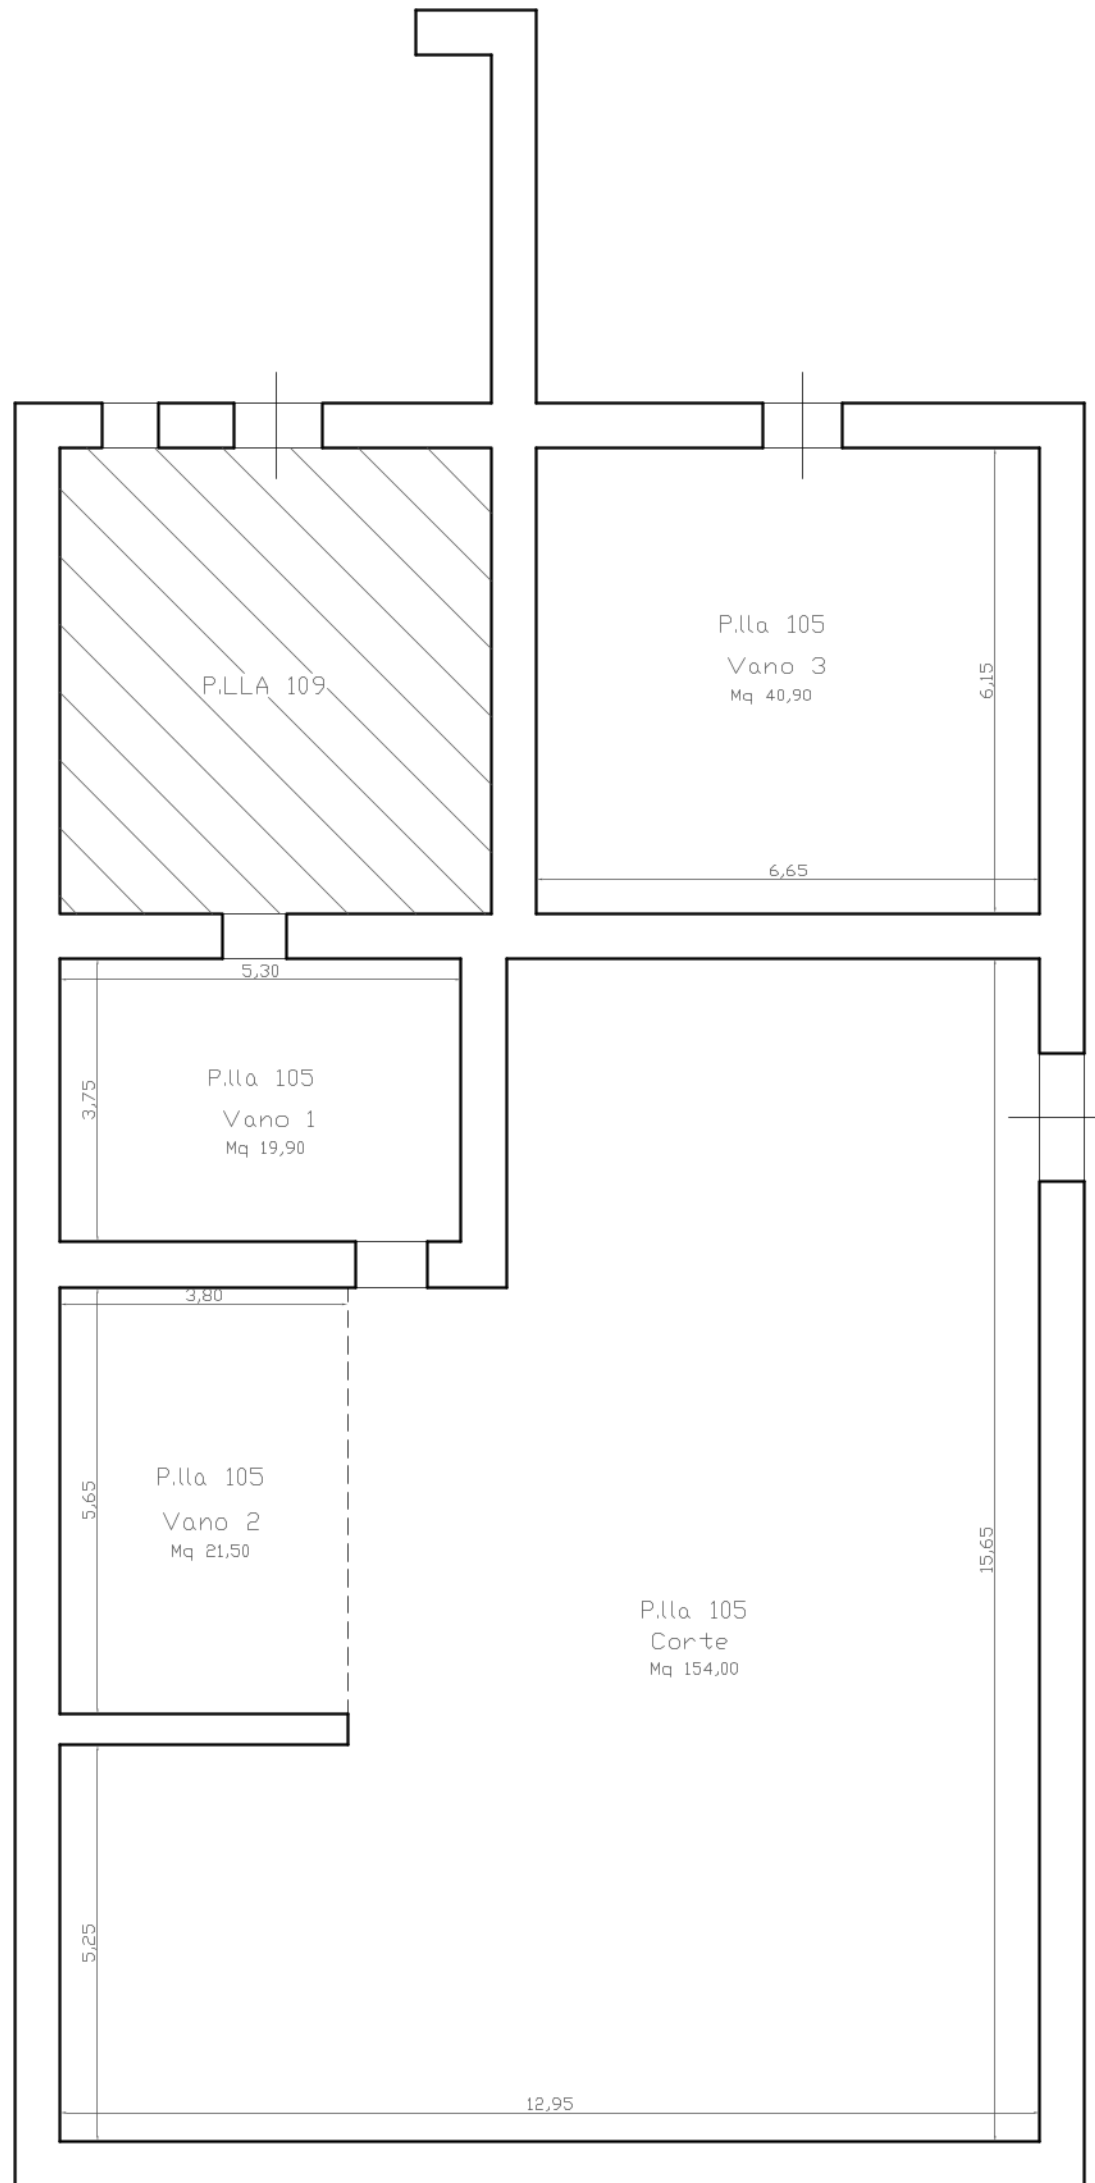 P.lla 105
Vano 3
Mq 40,90
6,15
P.LLA 109
6,65
5,30
P.lla 105
Vano 1
Mq 19,90
3,75
3,80
P.lla 105
Vano 2
Mq 21,50
5,65
15,65
P.lla 105
Corte
Mq 154,00
5,25
12,95